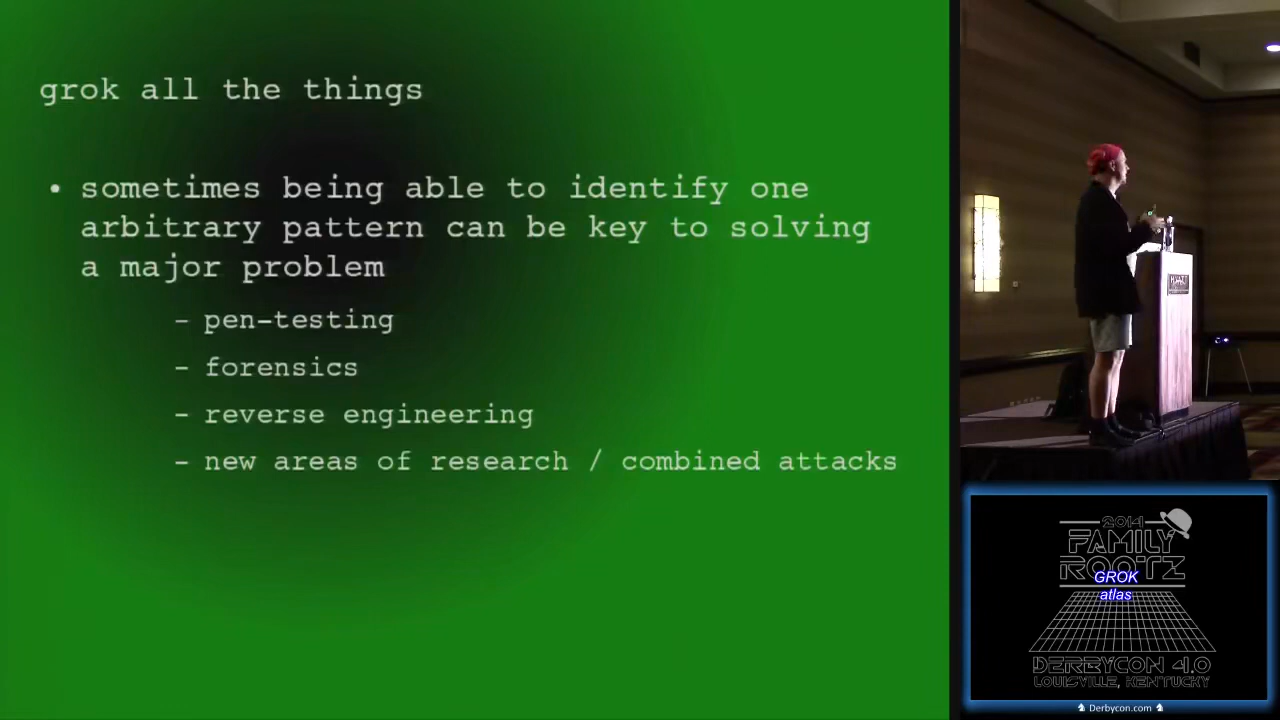 grok all the things
• sometimes being able to identify one
arbitrary pattern can be key to solving
a major problem
– pen-testing
– forensics
– reverse engineering
– new areas of research / combined attacks
2014
FAMILY
ROOTZ
GROK
atlas
DERBYCON 4.0
LOUISVILLE, KENTUCKY
Derbycon.com